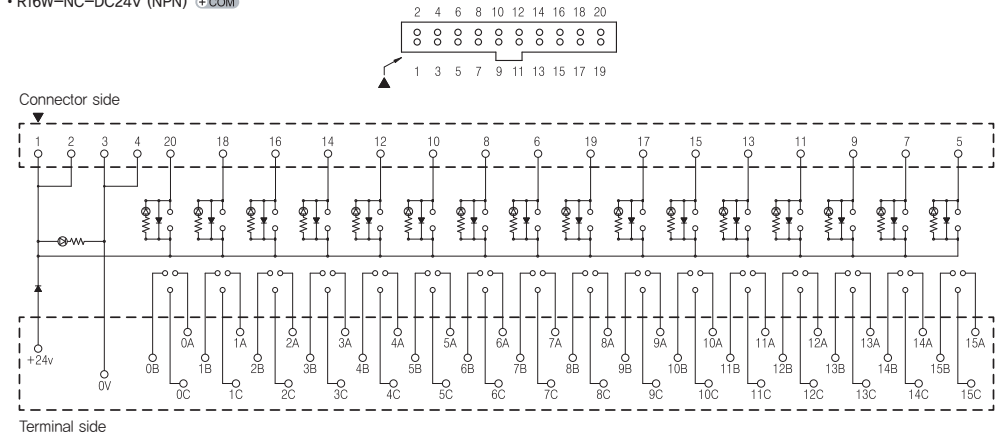 • R16W-NC-DC24V (NPN) +COM
2 4 6 8 10 12 14 16 18 20
1 3 5 7 9 11 13 15 17 19
Connector side
1 2 3 4 20 18 16 14 12 10 8 6 19 17 15 13 11 9 7 5
0A 1A 2A 3A 4A 5A 6A 7A 8A 9A 10A 11A 12A 13A 14A 15A
+24v 0B 1B 2B 3B 4B 5B 6B 7B 8B 9B 10B 11B 12B 13B 14B 15B
0V 0C 1C 2C 3C 4C 5C 6C 7C 8C 9C 10C 11C 12C 13C 14C 15C
Terminal side